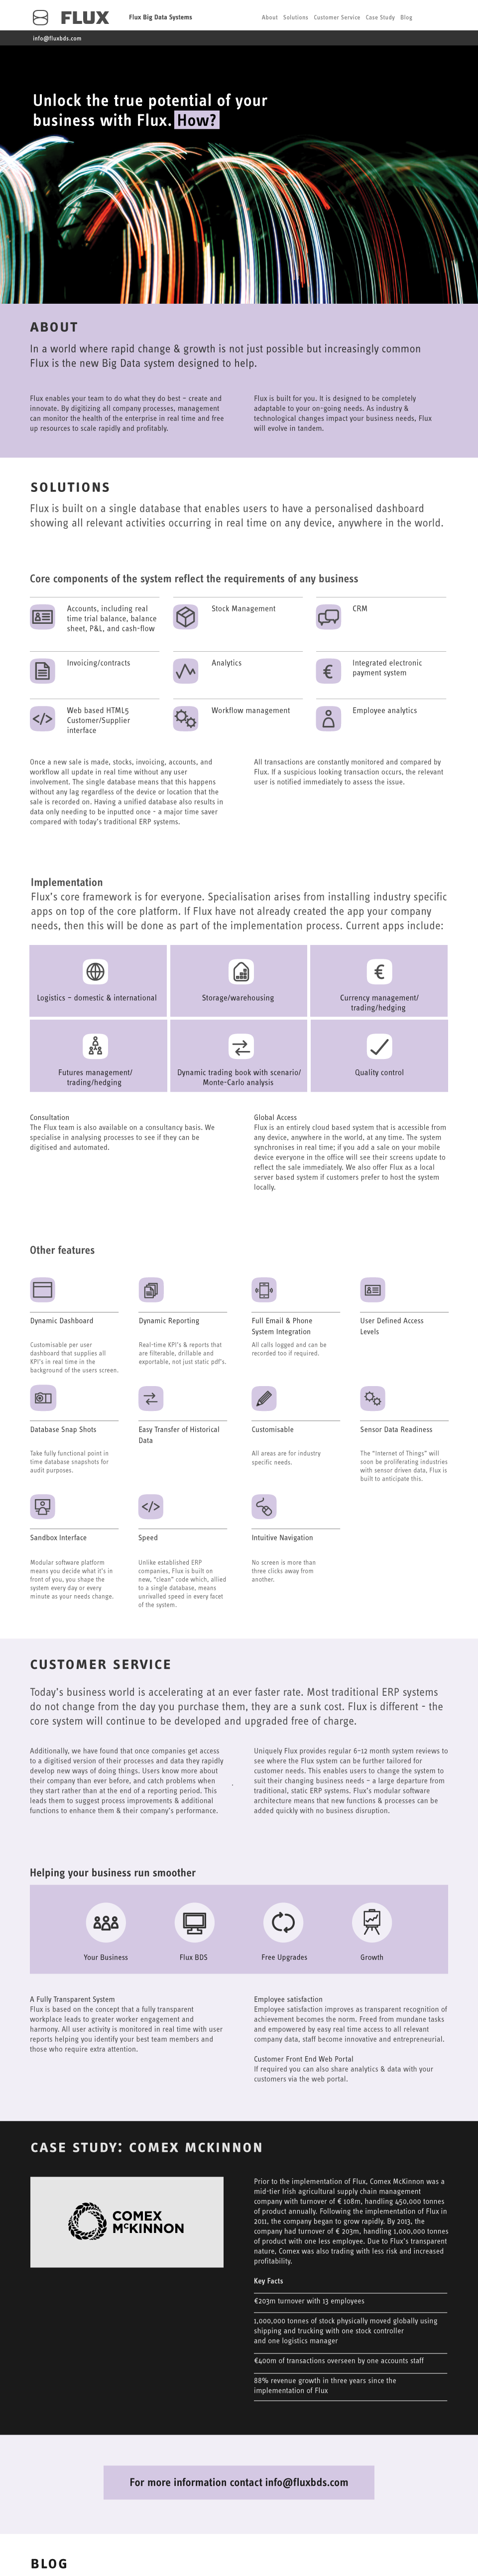 FLUX
Flux Big Data Systems
About Solutions Customer Service Case Study Blog
info@fluxbds.com
Unlock the true potential of your
business with Flux. How?
ABOUT
In a world where rapid change & growth is not just possible but increasingly common
Flux is the new Big Data system designed to help.
Flux enables your team to do what they do best – create and
innovate. By digitizing all company processes, management
can monitor the health of the enterprise in real time and free
up resources to scale rapidly and profitably.
Flux is built for you. It is designed to be completely
adaptable to your on-going needs. As industry &
technological changes impact your business needs, Flux
will evolve in tandem.
SOLUTIONS
Flux is built on a single database that enables users to have a personalised dashboard
showing all relevant activities occurring in real time on any device, anywhere in the world.
Core components of the system reflect the requirements of any business
Accounts, including real
time trial balance, balance
sheet, P&L, and cash-flow
Stock Management
CRM
Invoicing/contracts
Analytics
Integrated electronic
payment system
Web based HTML5
Customer/Supplier
interface
Workflow management
Employee analytics
Once a new sale is made, stocks, invoicing, accounts, and
workflow all update in real time without any user
involvement. The single database means that this happens
without any lag regardless of the device or location that the
sale is recorded on. Having a unified database also results in
data only needing to be inputted once - a major time saver
compared with today's traditional ERP systems.
All transactions are constantly monitored and compared by
Flux. If a suspicious looking transaction occurs, the relevant
user is notified immediately to assess the issue.
Implementation
Flux's core framework is for everyone. Specialisation arises from installing industry specific
apps on top of the core platform. If Flux have not already created the app your company
needs, then this will be done as part of the implementation process. Current apps include:
Logistics – domestic & international
Storage/warehousing
Currency management/
trading/hedging
Futures management/
trading/hedging
Dynamic trading book with scenario/
Monte-Carlo analysis
Quality control
Consultation
The Flux team is also available on a consultancy basis. We
specialise in analysing processes to see if they can be
digitised and automated.
Global Access
Flux is an entirely cloud based system that is accessible from
any device, anywhere in the world, at any time. The system
synchronises in real time; if you add a sale on your mobile
device everyone in the office will see their screens update to
reflect the sale immediately. We also offer Flux as a local
server based system if customers prefer to host the system
locally.
Other features
Dynamic Dashboard
Customisable per user
dashboard that supplies all
KPI's in real time in the
background of the users screen.
Dynamic Reporting
Real-time KPI's & reports that
are filterable, drillable and
exportable, not just static pdf's.
Full Email & Phone
System Integration
All calls logged and can be
recorded too if required.
User Defined Access
Levels
Database Snap Shots
Take fully functional point in
time database snapshots for
audit purposes.
Easy Transfer of Historical
Data
Customisable
All areas are for industry
specific needs.
Sensor Data Readiness
The "Internet of Things" will
soon be proliferating industries
with sensor driven data, Flux is
built to anticipate this.
Sandbox Interface
Modular software platform
means you decide what it's in
front of you, you shape the
system every day or every
minute as your needs change.
Speed
Unlike established ERP
companies, Flux is built on
new, "clean" code which, allied
to a single database, means
unrivalled speed in every facet
of the system.
Intuitive Navigation
No screen is more than
three clicks away from
another.
CUSTOMER SERVICE
Today's business world is accelerating at an ever faster rate. Most traditional ERP systems
do not change from the day you purchase them, they are a sunk cost. Flux is different - the
core system will continue to be developed and upgraded free of charge.
Additionally, we have found that once companies get access
to a digitised version of their processes and data they rapidly
develop new ways of doing things. Users know more about
their company than ever before, and catch problems when
they start rather than at the end of a reporting period. This
leads them to suggest process improvements & additional
functions to enhance them & their company's performance.
Uniquely Flux provides regular 6–12 month system reviews to
see where the Flux system can be further tailored for
customer needs. This enables users to change the system to
suit their changing business needs – a large departure from
traditional, static ERP systems. Flux's modular software
architecture means that new functions & processes can be
added quickly with no business disruption.
Helping your business run smoother
Your Business
Flux BDS
Free Upgrades
Growth
A Fully Transparent System
Flux is based on the concept that a fully transparent
workplace leads to greater worker engagement and
harmony. All user activity is monitored in real time with user
reports helping you identify your best team members and
those who require extra attention.
Employee satisfaction
Employee satisfaction improves as transparent recognition of
achievement becomes the norm. Freed from mundane tasks
and empowered by easy real time access to all relevant
company data, staff become innovative and entrepreneurial.
Customer Front End Web Portal
If required you can also share analytics & data with your
customers via the web portal.
CASE STUDY: COMEX MCKINNON
COMEX
McKINNON
Prior to the implementation of Flux, Comex McKinnon was a
mid-tier Irish agricultural supply chain management
company with turnover of € 108m, handling 450,000 tonnes
of product annually. Following the implementation of Flux in
2011, the company began to grow rapidly. By 2013, the
company had turnover of € 203m, handling 1,000,000 tonnes
of product with one less employee. Due to Flux's transparent
nature, Comex was also trading with less risk and increased
profitability.
Key Facts
€203m turnover with 13 employees
1,000,000 tonnes of stock physically moved globally using
shipping and trucking with one stock controller
and one logistics manager
€400m of transactions overseen by one accounts staff
88% revenue growth in three years since the
implementation of Flux
For more information contact info@fluxbds.com
BLOG